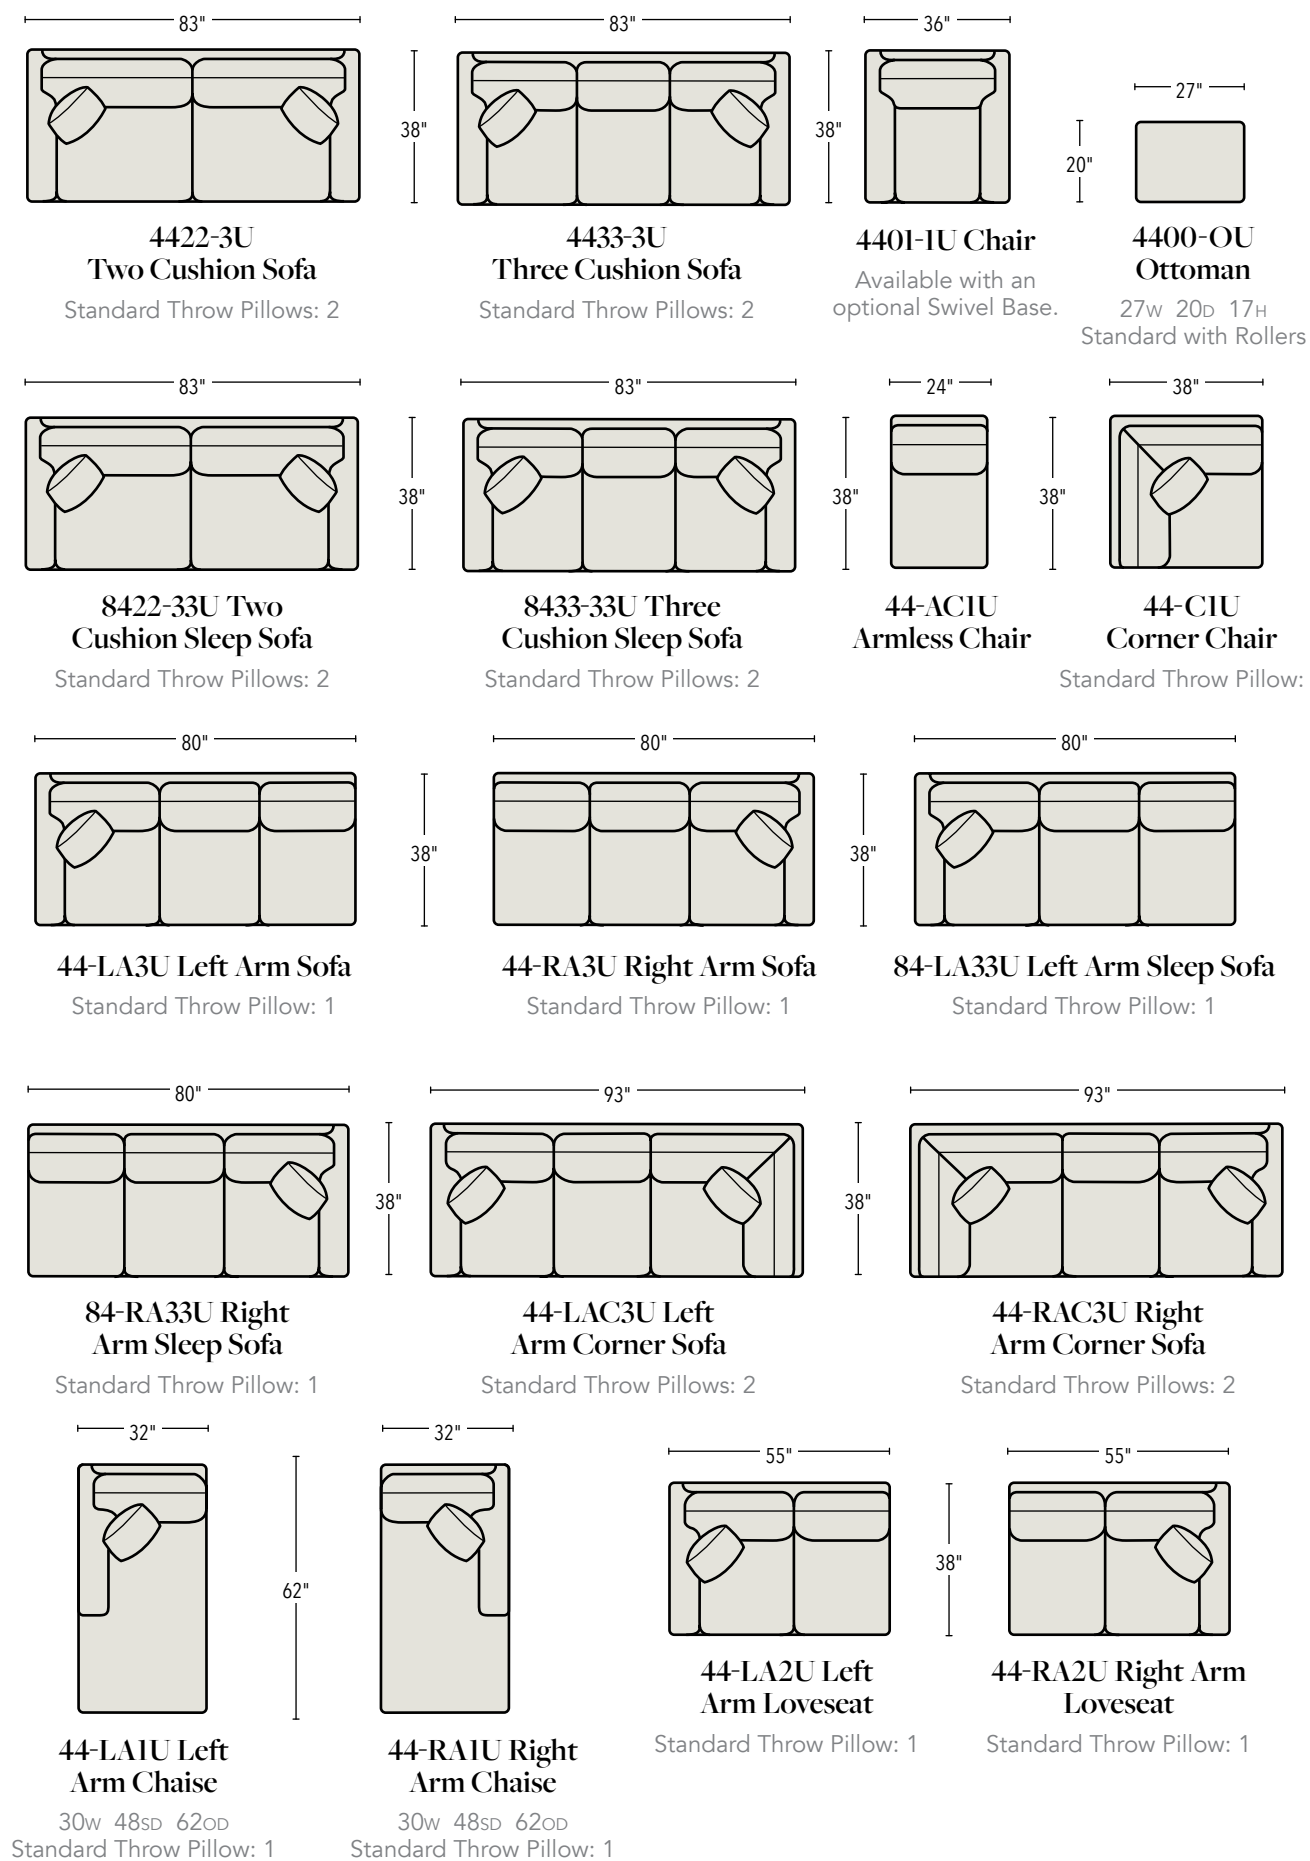 83"
83"
36"
27"
38"
38"
20"
4422-3U
Two Cushion Sofa
Standard Throw Pillows: 2
4433-3U
Three Cushion Sofa
Standard Throw Pillows: 2
4401-1U Chair
Available with an
optional Swivel Base.
4400-OU
Ottoman
27W 20D 17H
Standard with Rollers
83"
83"
24"
38"
38"
38"
38"
8422-33U Two
Cushion Sleep Sofa
Standard Throw Pillows: 2
8433-33U Three
Cushion Sleep Sofa
Standard Throw Pillows: 2
44-AC1U
Armless Chair
44-C1U
Corner Chair
Standard Throw Pillow:
80"
80"
80"
38"
38"
44-LA3U Left Arm Sofa
Standard Throw Pillow: 1
44-RA3U Right Arm Sofa
Standard Throw Pillow: 1
84-LA33U Left Arm Sleep Sofa
Standard Throw Pillow: 1
80"
93"
93"
38"
38"
84-RA33U Right
Arm Sleep Sofa
Standard Throw Pillow: 1
44-LAC3U Left
Arm Corner Sofa
Standard Throw Pillows: 2
44-RAC3U Right
Arm Corner Sofa
Standard Throw Pillows: 2
32"
32"
55"
55"
62"
38"
44-LA1U Left
Arm Chaise
30W 48SD 62OD
Standard Throw Pillow: 1
44-RA1U Right
Arm Chaise
30W 48SD 62OD
Standard Throw Pillow: 1
44-LA2U Left
Arm Loveseat
Standard Throw Pillow: 1
44-RA2U Right Arm
Loveseat
Standard Throw Pillow: 1